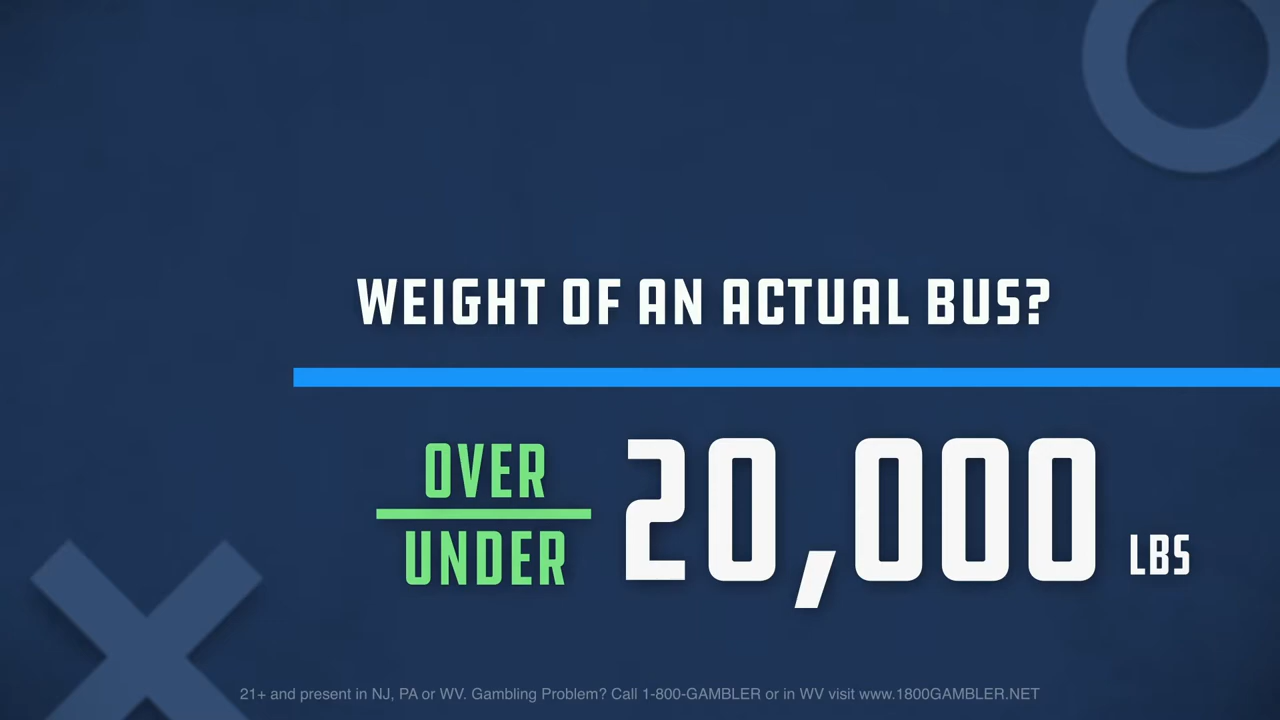 WEIGHT OF AN ACTUAL BUS?
OVER
UNDER
20,000 LBS
21+ and present in NJ, PA or WV. Gambling Problem? Call 1-800-GAMBLER or in WV visit www.1800GAMBLER.NET